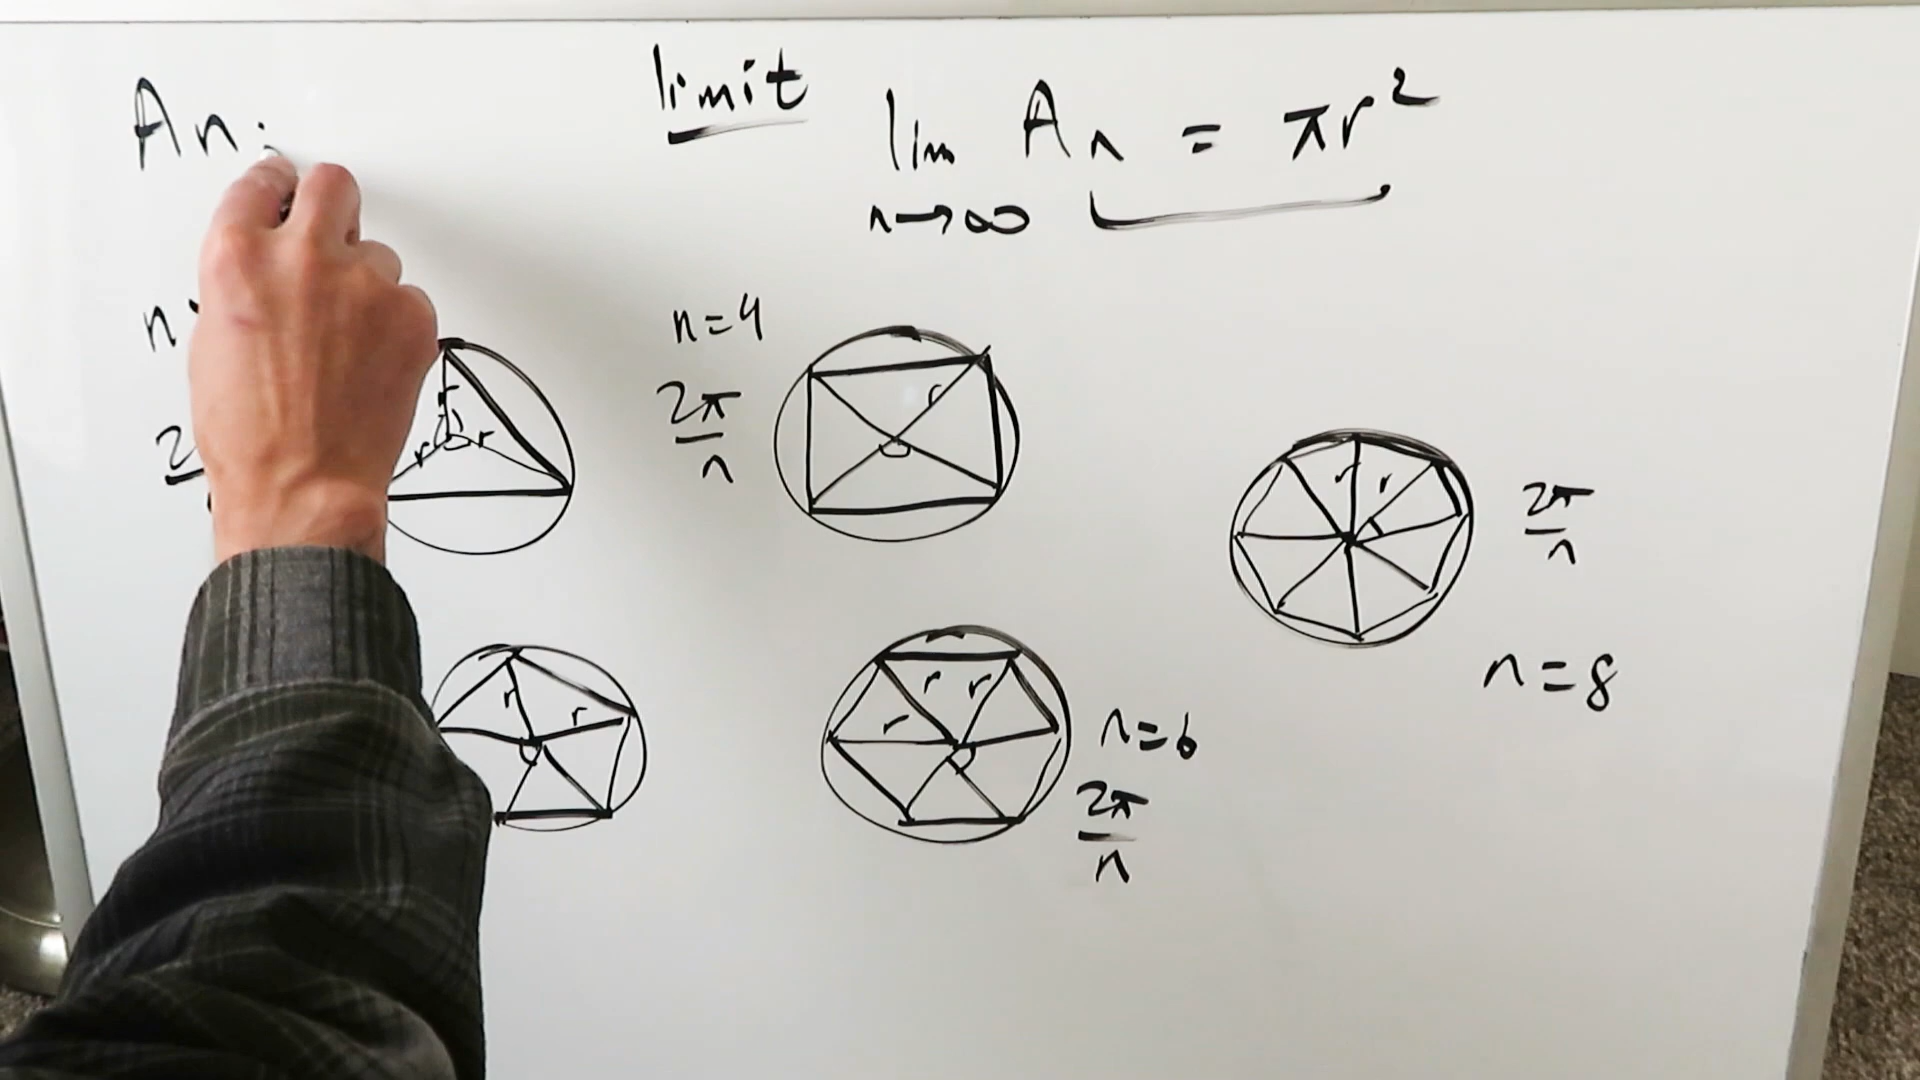 An:
limit
lim An = πr²
n→∞
n
2
r
r
r
n=4
2π
n
r
r
r
2π
n
n=8
r
r
r
r
r
n=6
2π
n